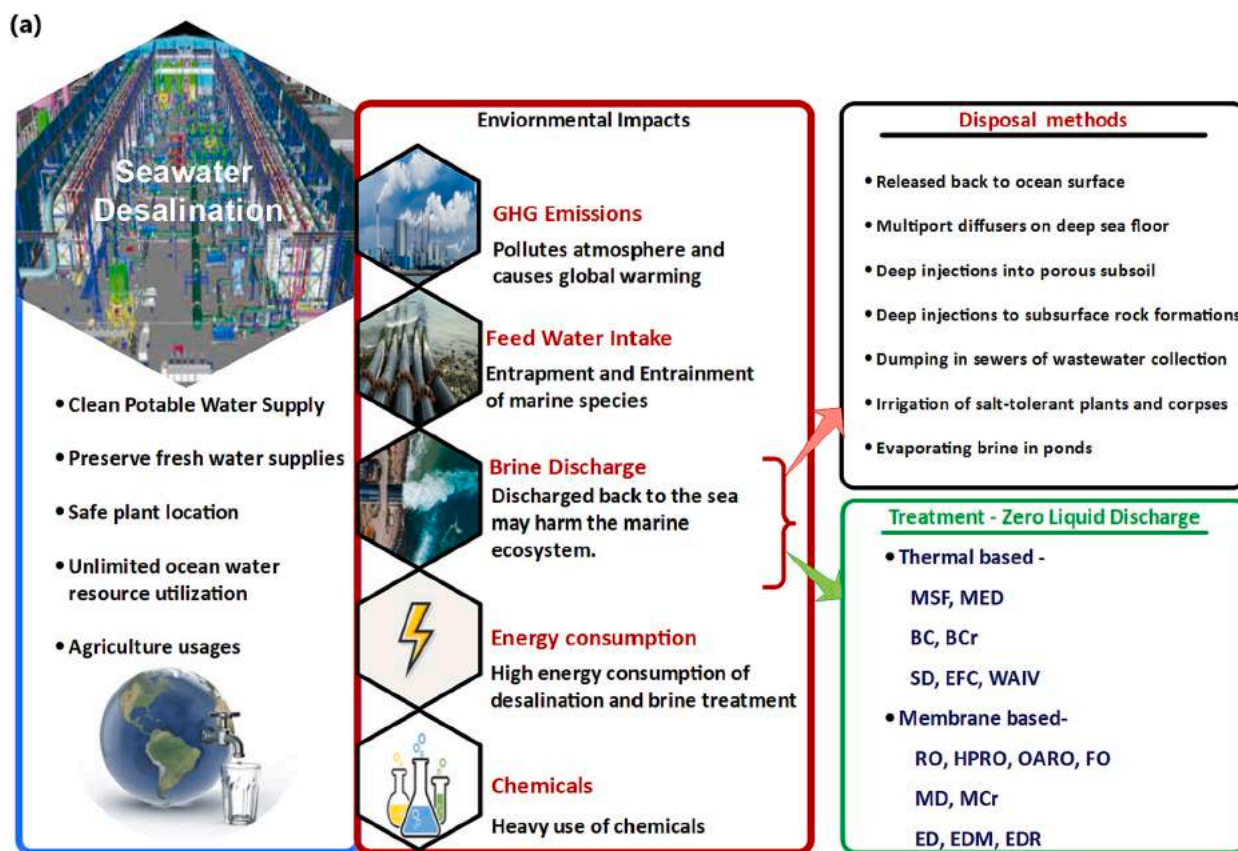 (a)
Seawater
Desalination
• Clean Potable Water Supply
• Preserve fresh water supplies
• Safe plant location
• Unlimited ocean water
resource utilization
• Agriculture usages
Enviornmental Impacts
GHG Emissions
Pollutes atmosphere and
causes global warming
Feed Water Intake
Entrapment and Entrainment
of marine species
Brine Discharge
Discharged back to the sea
may harm the marine
ecosystem.
Energy consumption
High energy consumption of
desalination and brine treatment
Chemicals
Heavy use of chemicals
Disposal methods
• Released back to ocean surface
• Multiport diffusers on deep sea floor
• Deep injections into porous subsoil
• Deep injections to subsurface rock formations
• Dumping in sewers of wastewater collection
• Irrigation of salt-tolerant plants and corpses
• Evaporating brine in ponds
Treatment - Zero Liquid Discharge
• Thermal based -
MSF, MED
BC, BCr
SD, EFC, WAIV
• Membrane based-
RO, HPRO, OARO, FO
MD, MCr
ED, EDM, EDR